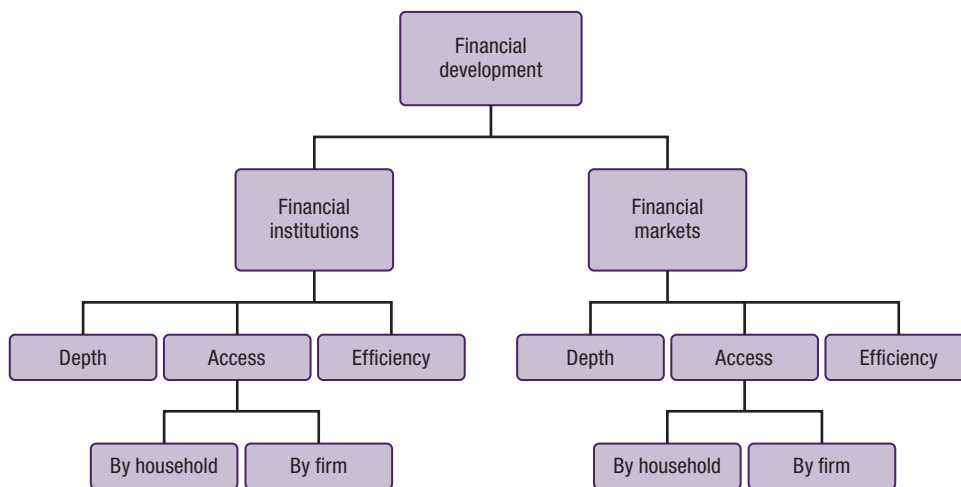 Financial
development
Financial
institutions
Financial
markets
Depth
Access
Efficiency
Depth
Access
Efficiency
By household
By firm
By household
By firm